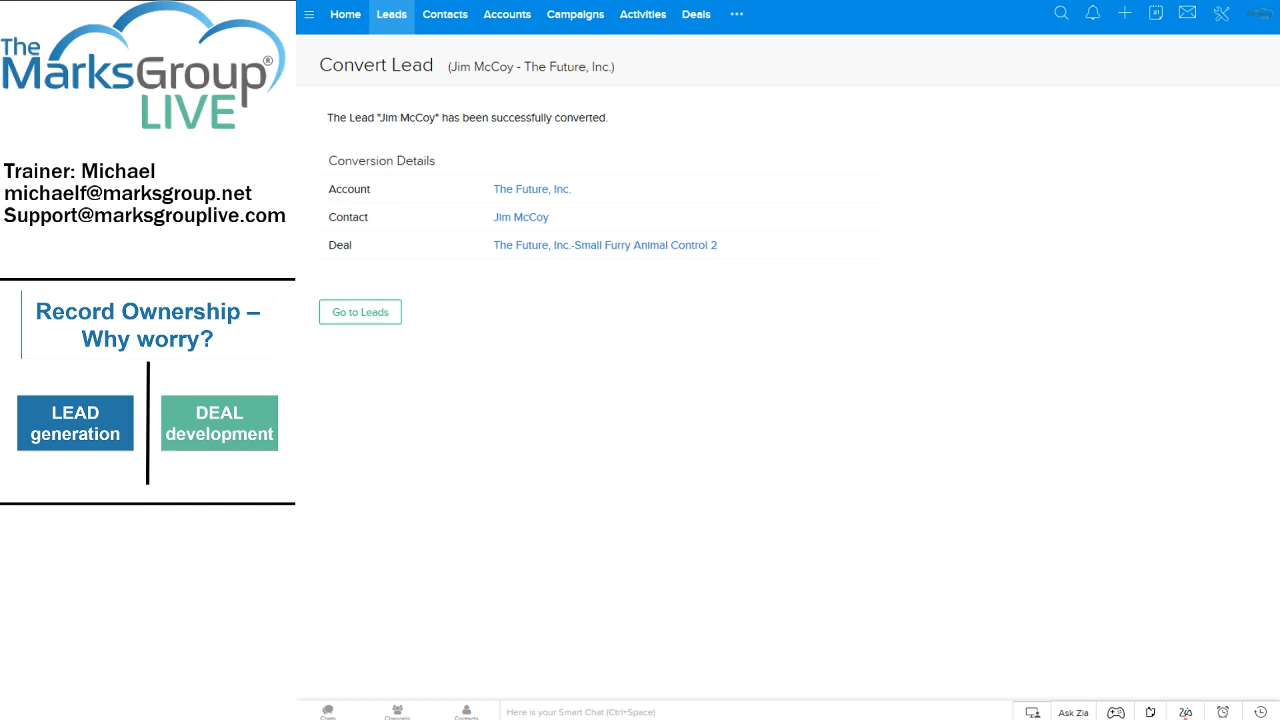 The
MarksGroup®
LIVE
Trainer: Michael
michaelf@marksgroup.net
Support@marksgrouplive.com
Record Ownership –
Why worry?
LEAD
generation
DEAL
development
Home Leads Contacts Accounts Campaigns Activities Deals
Convert Lead (Jim McCoy - The Future, Inc.)
The Lead "Jim McCoy" has been successfully converted.
Conversion Details
Account The Future, Inc.
Contact Jim McCoy
Deal The Future, Inc.-Small Furry Animal Control 2
Go to Leads
Chats Channels Contacts Here is your Smart Chat (Ctrl+Space) Ask Zia